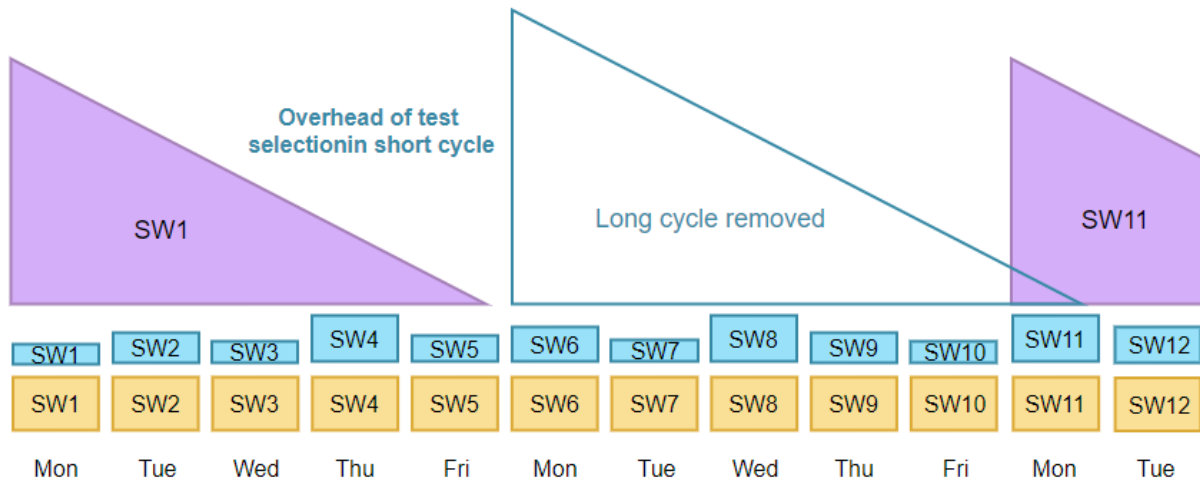 Overhead of test
selectionin short cycle
Long cycle removed
SW1
SW11
SW1 SW2 SW3 SW4 SW5 SW6 SW7 SW8 SW9 SW10 SW11 SW12
SW1 SW2 SW3 SW4 SW5 SW6 SW7 SW8 SW9 SW10 SW11 SW12
Mon Tue Wed Thu Fri Mon Tue Wed Thu Fri Mon Tue